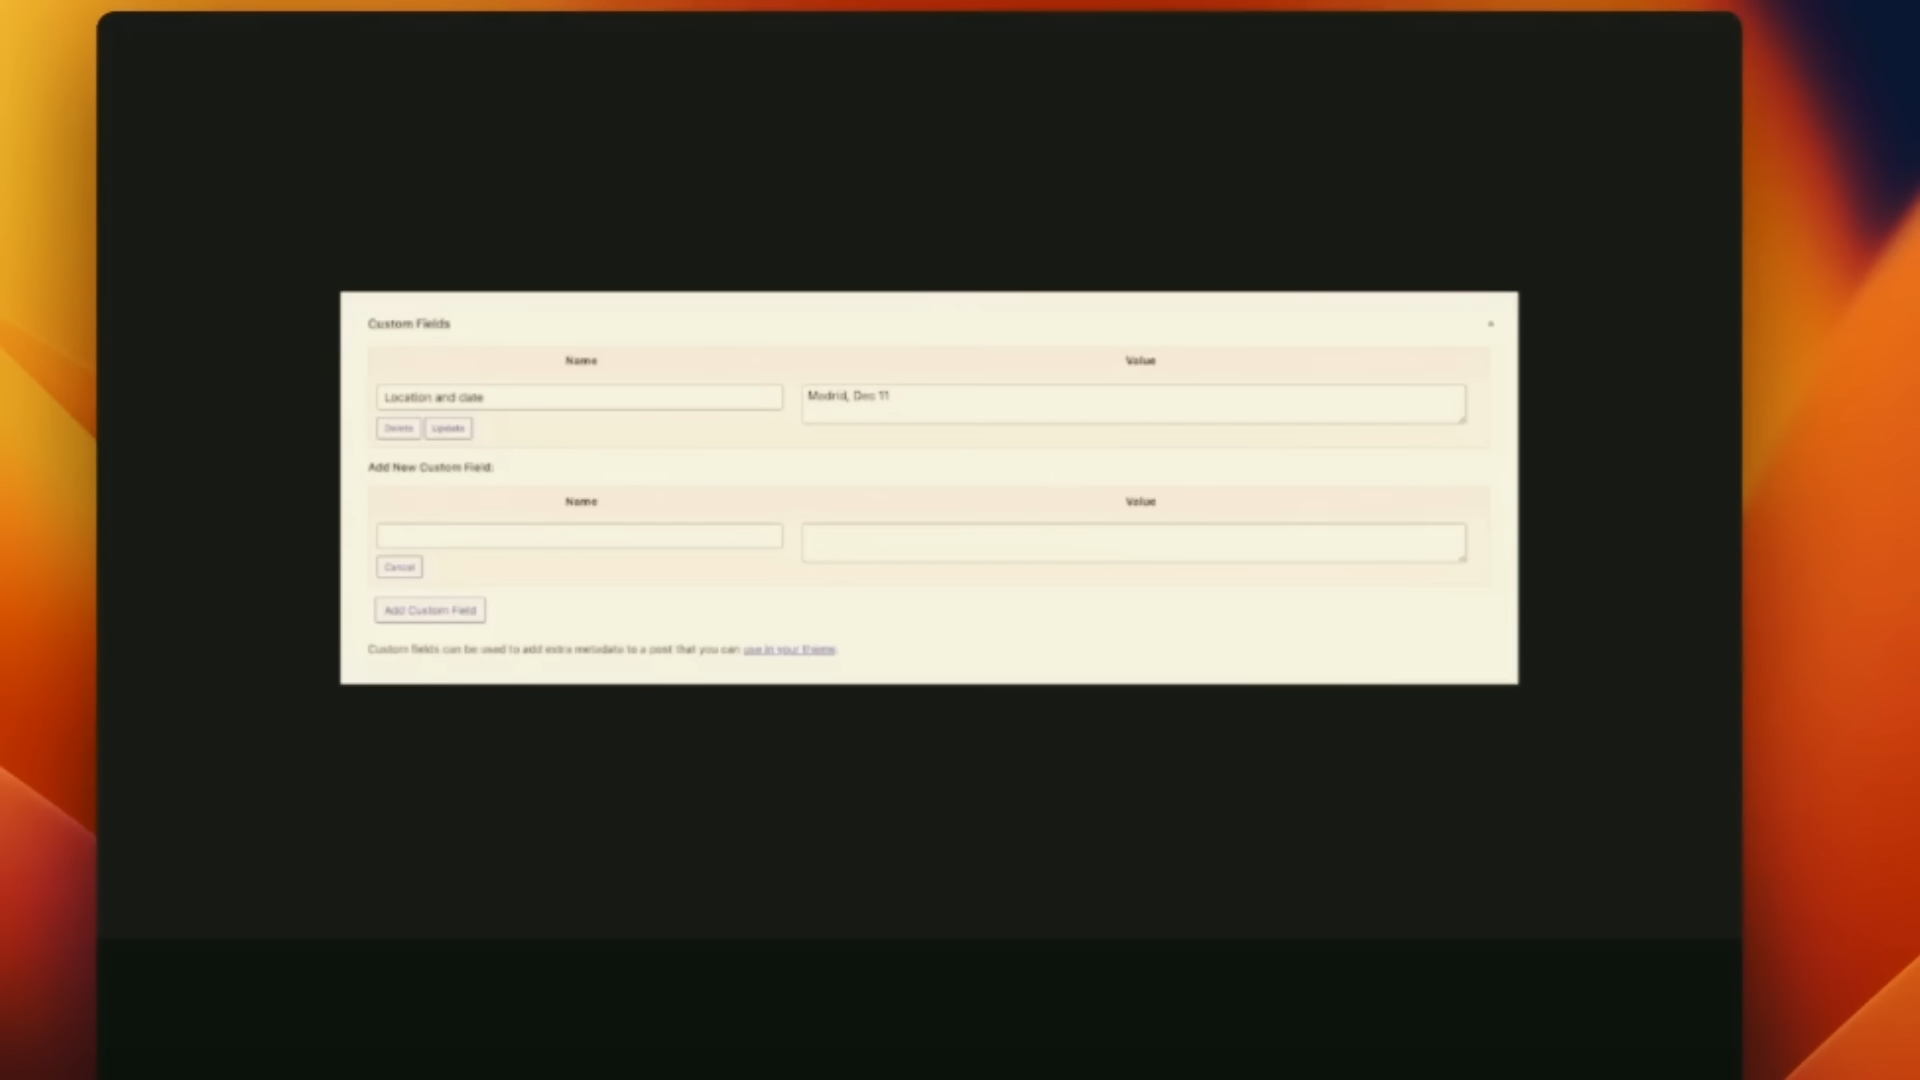 Custom Fields
Name Value
Location and date Madrid, Dec 11
Delete Update
Add New Custom Field:
Name Value
Cancel
Add Custom Field
Custom fields can be used to add extra metadata to a post that you can use in your theme.